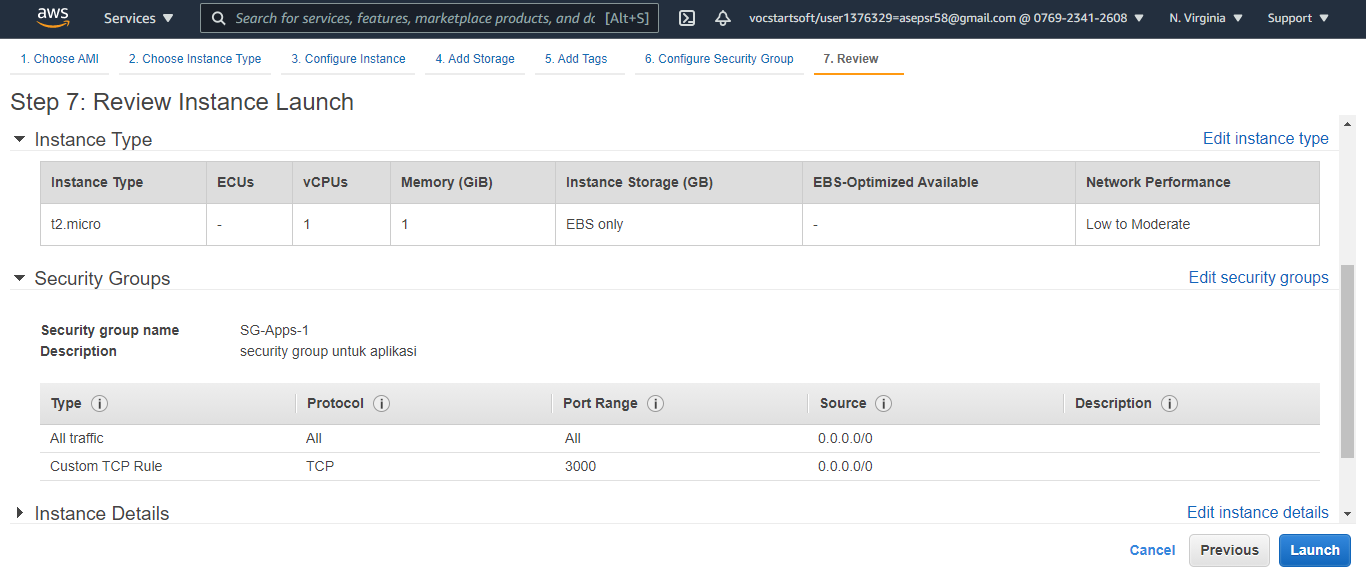 aws Services Search for services, features, marketplace products, and dc [Alt+S] vocstartsoft/user1376329=asepsr58@gmail.com @ 0769-2341-2608 N. Virginia Support
1. Choose AMI 2. Choose Instance Type 3. Configure Instance 4. Add Storage 5. Add Tags 6. Configure Security Group 7. Review
Step 7: Review Instance Launch
Instance Type Edit instance type
Instance Type ECUs vCPUs Memory (GiB) Instance Storage (GB) EBS-Optimized Available Network Performance
t2.micro - 1 1 EBS only - Low to Moderate
Security Groups Edit security groups
Security group name SG-Apps-1
Description security group untuk aplikasi
Type i Protocol i Port Range i Source i Description i
All traffic All All 0.0.0.0/0
Custom TCP Rule TCP 3000 0.0.0.0/0
Instance Details Edit instance details
Cancel Previous Launch